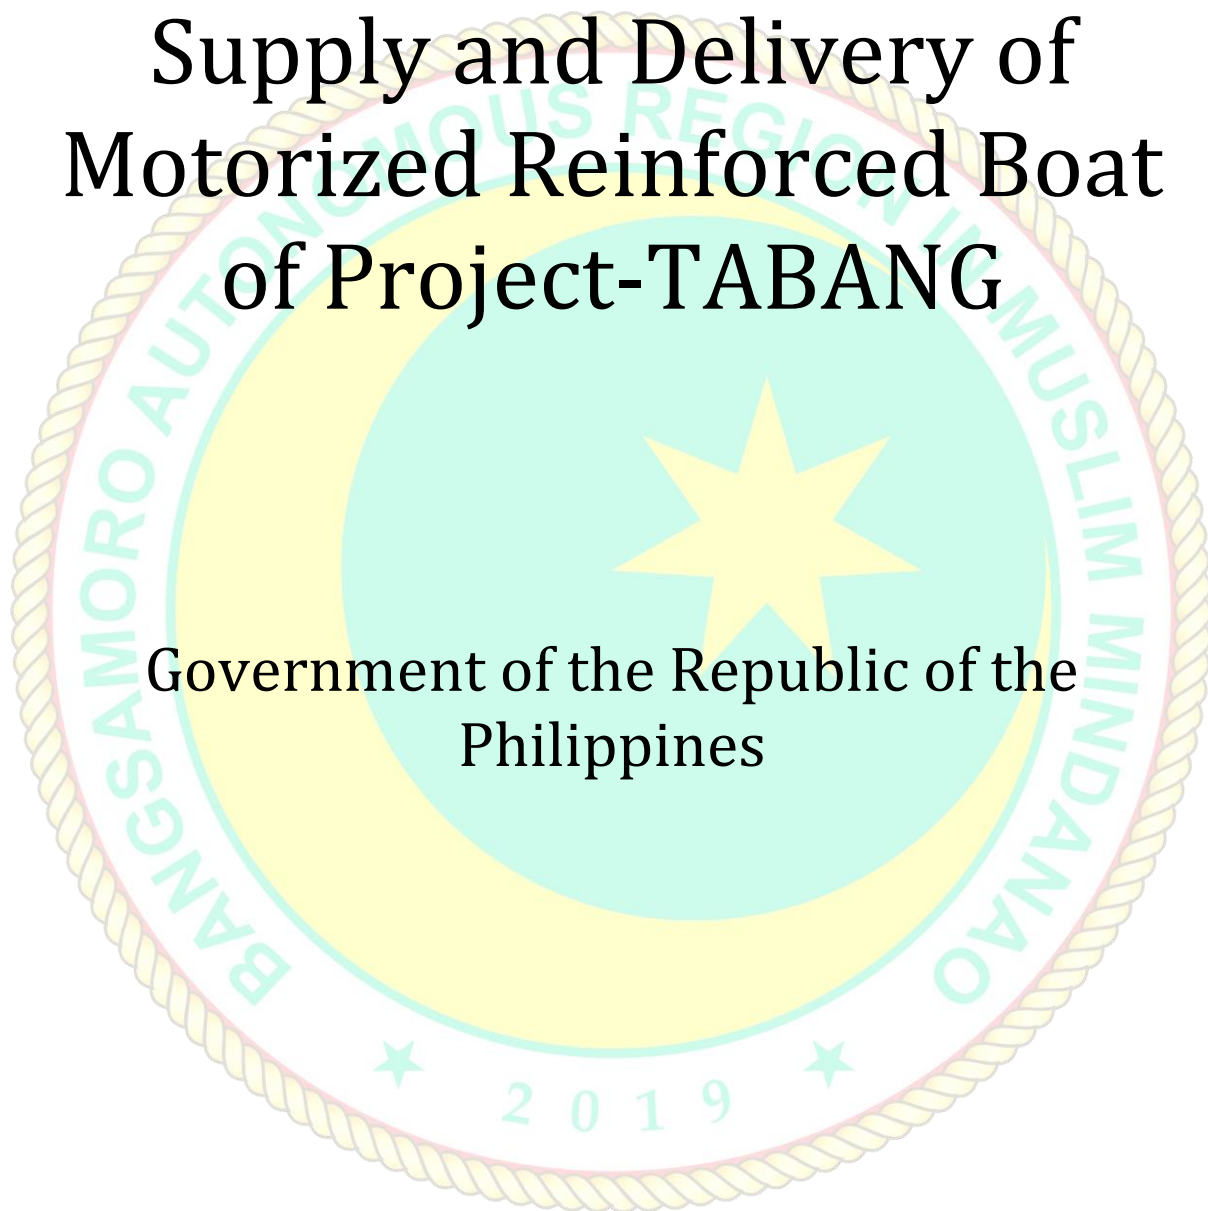 Supply and Delivery of
Motorized Reinforced Boat
of Project-TABANG
Government of the Republic of the
Philippines
BANGSAMORO AUTONOMOUS REGION IN MUSLIM MINDANAO
2019